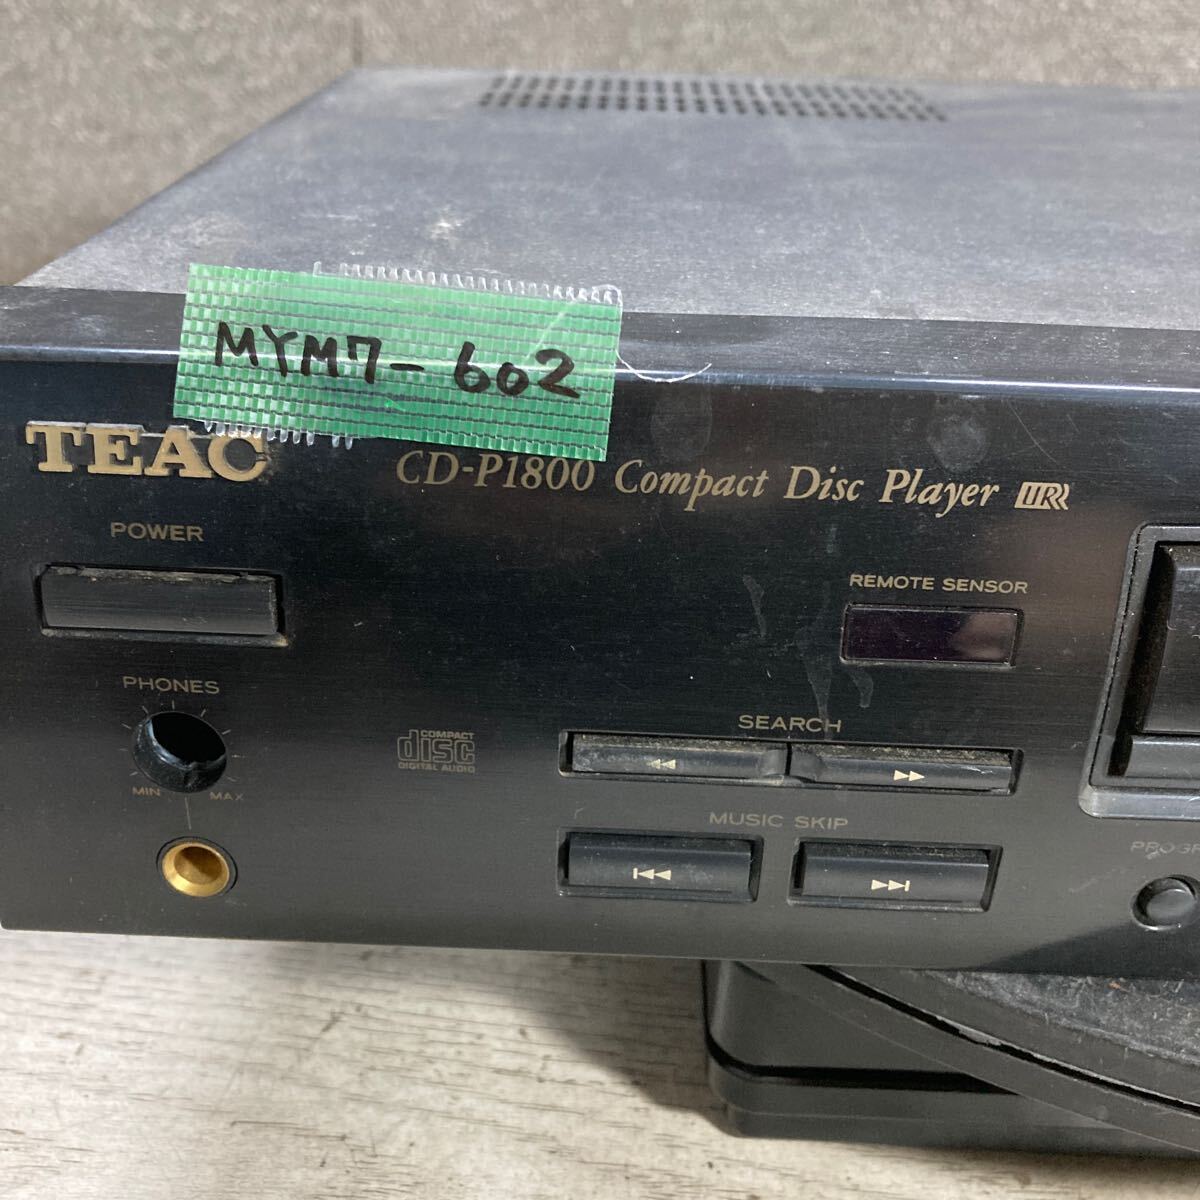 MYM7-602
TEAC
CD-P1800 Compact Disc Player
POWER
REMOTE SENSOR
PHONES
MIN MAX
COMPACT
disc
DIGITAL AUDIO
SEARCH
MUSIC SKIP